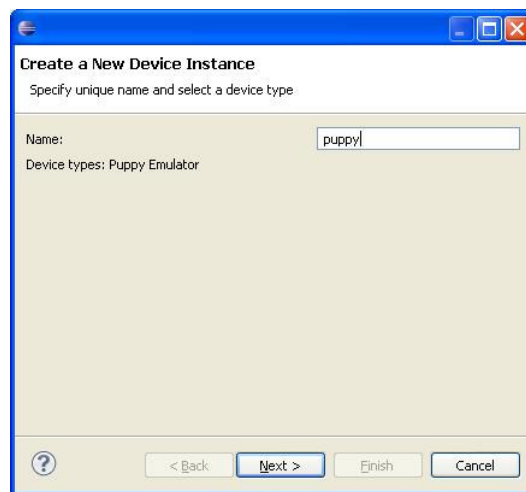 Create a New Device Instance
Specify unique name and select a device type
Name:
puppy
Device types: Puppy Emulator
?
< Back
Next >
Finish
Cancel